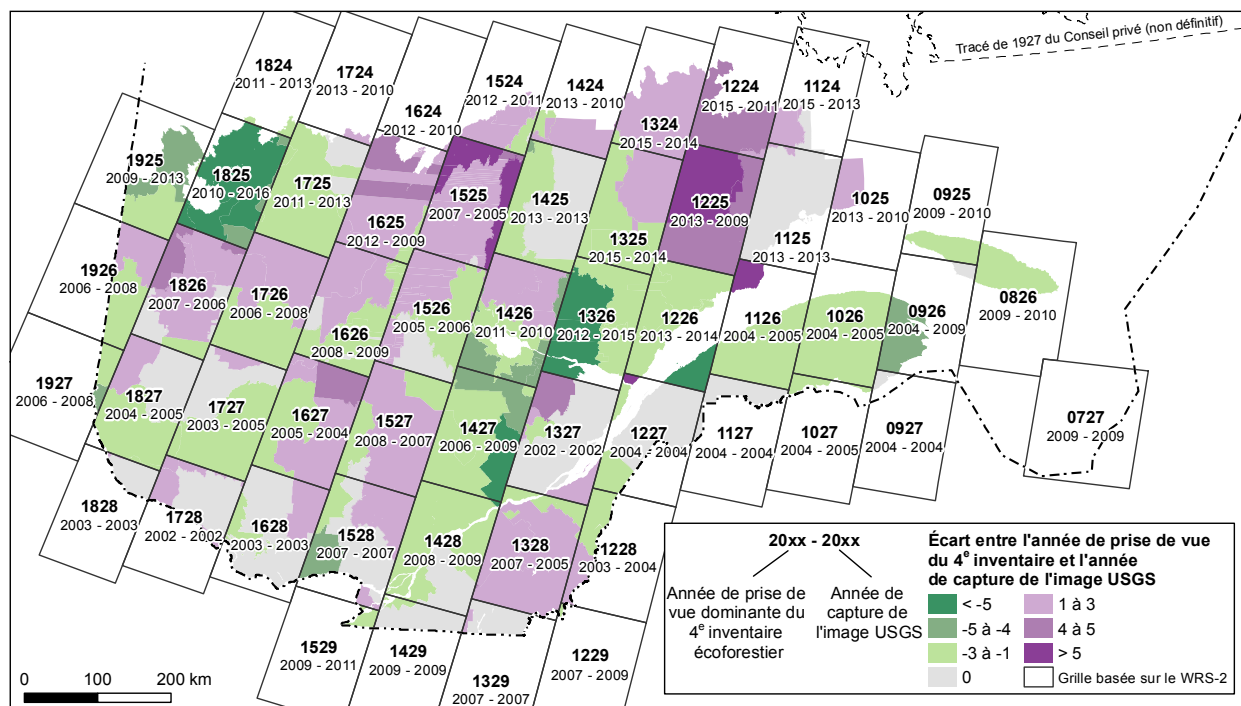 Tracé de 1927 du Conseil privé (non définitif)
1824
2011 - 2013
1724
2013 - 2010
1624
2012 - 2010
1524
2012 - 2011
1424
2013 - 2010
1324
2015 - 2014
1224
2015 - 2011
1124
2015 - 2013
1925
2009 - 2013
1825
2010 - 2016
1725
2011 - 2013
1625
2012 - 2009
1525
2007 - 2005
1425
2013 - 2013
1325
2015 - 2014
1225
2013 - 2009
1125
2013 - 2013
1025
2013 - 2010
0925
2009 - 2010
1926
2006 - 2008
1826
2007 - 2006
1726
2006 - 2008
1626
2008 - 2009
1526
2005 - 2006
1426
2011 - 2010
1326
2012 - 2015
1226
2013 - 2014
1126
2004 - 2005
1026
2004 - 2005
0926
2004 - 2009
0826
2009 - 2010
1927
2006 - 2008
1827
2004 - 2005
1727
2003 - 2005
1627
2005 - 2004
1527
2008 - 2007
1427
2006 - 2009
1327
2002 - 2002
1227
2004 - 2004
1127
2004 - 2004
1027
2004 - 2005
0927
2004 - 2004
0727
2009 - 2009
1828
2003 - 2003
1728
2002 - 2002
1628
2003 - 2003
1528
2007 - 2007
1428
2008 - 2009
1328
2007 - 2005
1228
2003 - 2004
1529
2009 - 2011
1429
2009 - 2009
1329
2007 - 2007
1229
2007 - 2009
0 100 200 km
20xx - 20xx
Année de prise de
vue dominante du
4e inventaire
écoforestier
Année de
capture de
l'image USGS
Écart entre l'année de prise de vue
du 4e inventaire et l'année
de capture de l'image USGS
< -5
-5 à -4
-3 à -1
0
1 à 3
4 à 5
> 5
Grille basée sur le WRS-2